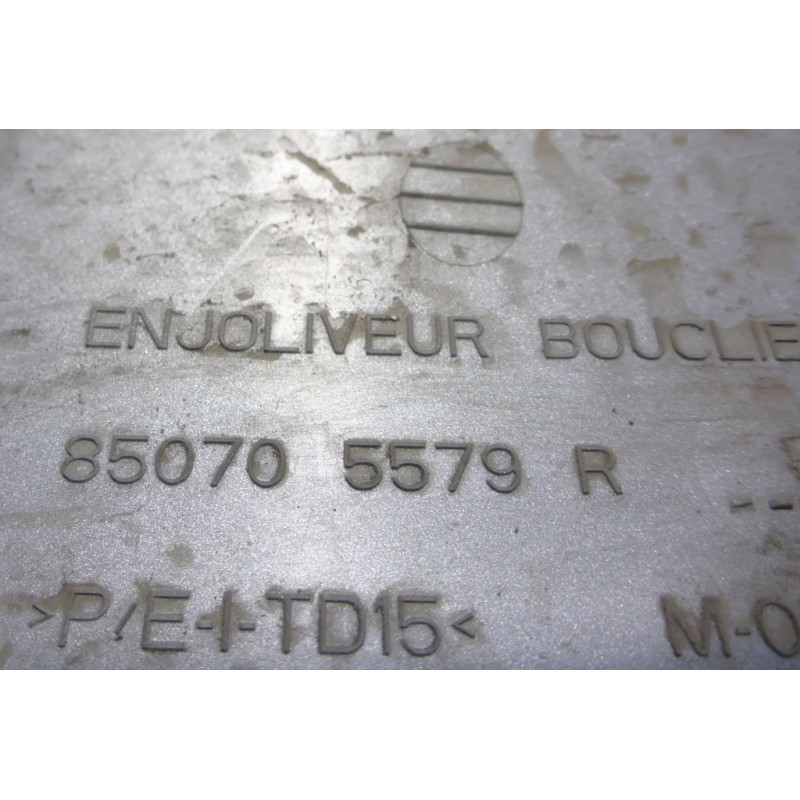 ENJOLIVEUR BOUCLIE
85070 5579 R
>P/E-I-TD15< M-O